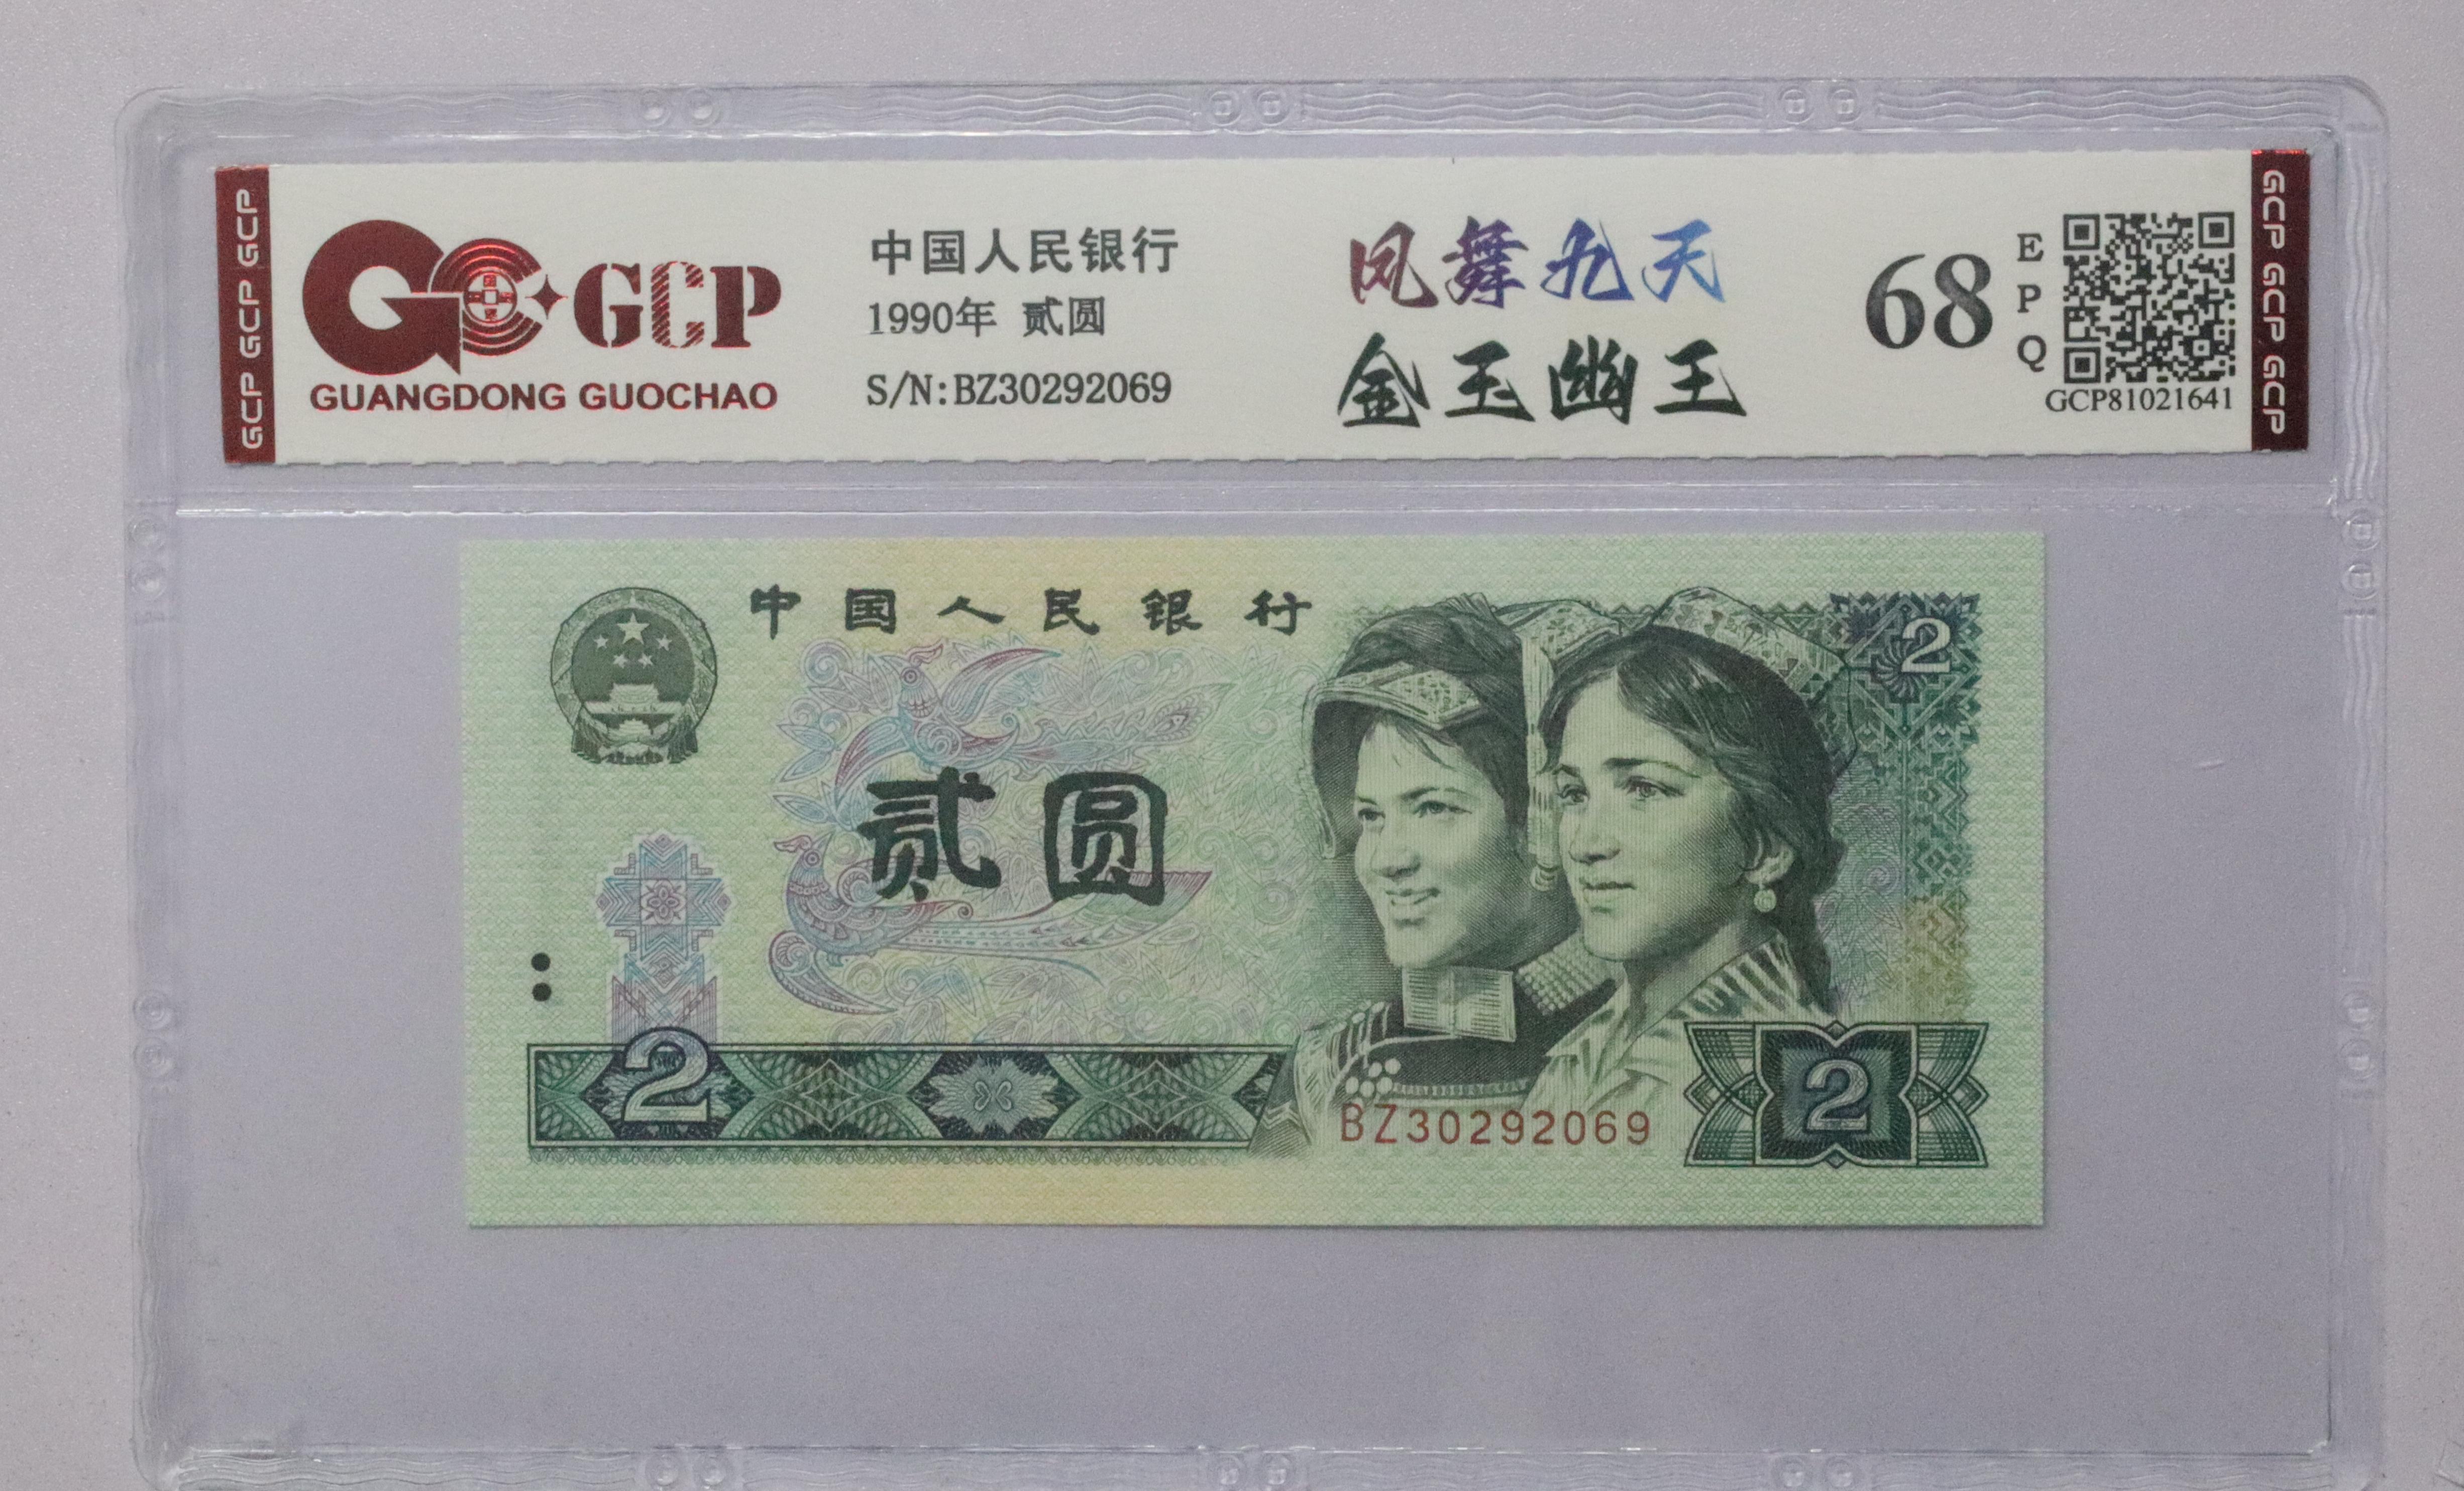 GCP GCP GCP
GCP
GUANGDONG GUOCHAO
中国人民银行
1990年 贰圆
S/N:BZ30292069
凤舞九天
金玉幽王
68
EPQ
GCP81021641
GCP GCP GCP
中国人民银行
2
贰圆
2
BZ30292069
2